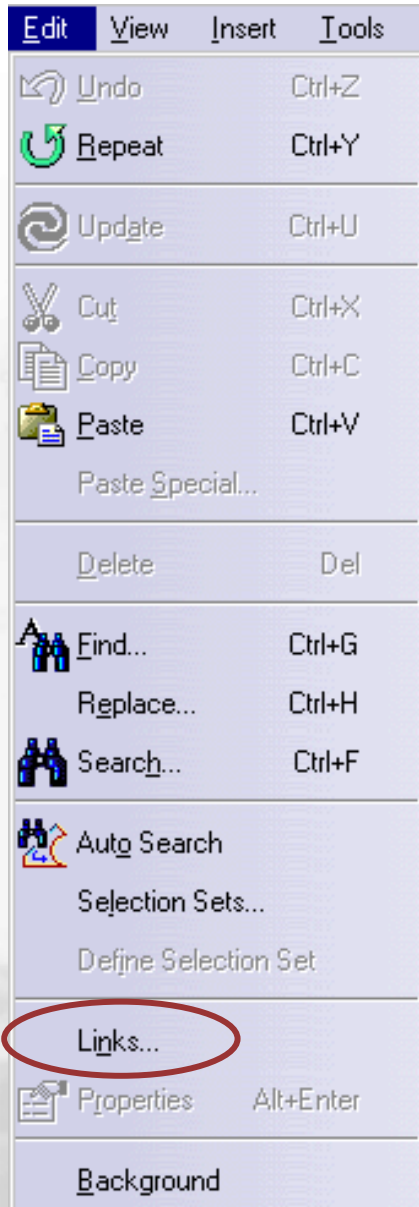 Edit View Insert Tools
Undo Ctrl+Z
Repeat Ctrl+Y
Update Ctrl+U
Cut Ctrl+X
Copy Ctrl+C
Paste Ctrl+V
Paste Special...
Delete Del
Find... Ctrl+G
Replace... Ctrl+H
Search... Ctrl+F
Auto Search
Selection Sets...
Define Selection Set
Links...
Properties Alt+Enter
Background